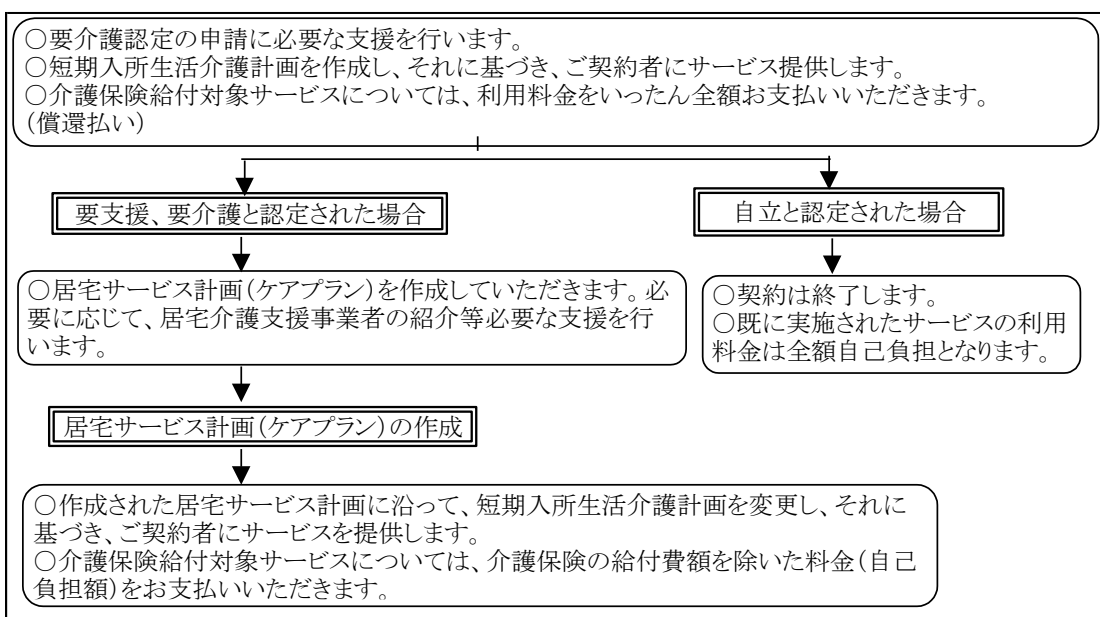 ○要介護認定の申請に必要な支援を行います。
○短期入所生活介護計画を作成し、それに基づき、ご契約者にサービス提供します。
○介護保険給付対象サービスについては、利用料金をいったん全額お支払いいただきます。
(償還払い)
要支援、要介護と認定された場合
自立と認定された場合
○居宅サービス計画(ケアプラン)を作成していただきます。必
要に応じて、居宅介護支援事業者の紹介等必要な支援を行
います。
○契約は終了します。
○既に実施されたサービスの利用
料金は全額自己負担となります。
居宅サービス計画(ケアプラン)の作成
○作成された居宅サービス計画に沿って、短期入所生活介護計画を変更し、それに
基づき、ご契約者にサービスを提供します。
○介護保険給付対象サービスについては、介護保険の給付費額を除いた料金(自己
負担額)をお支払いいただきます。